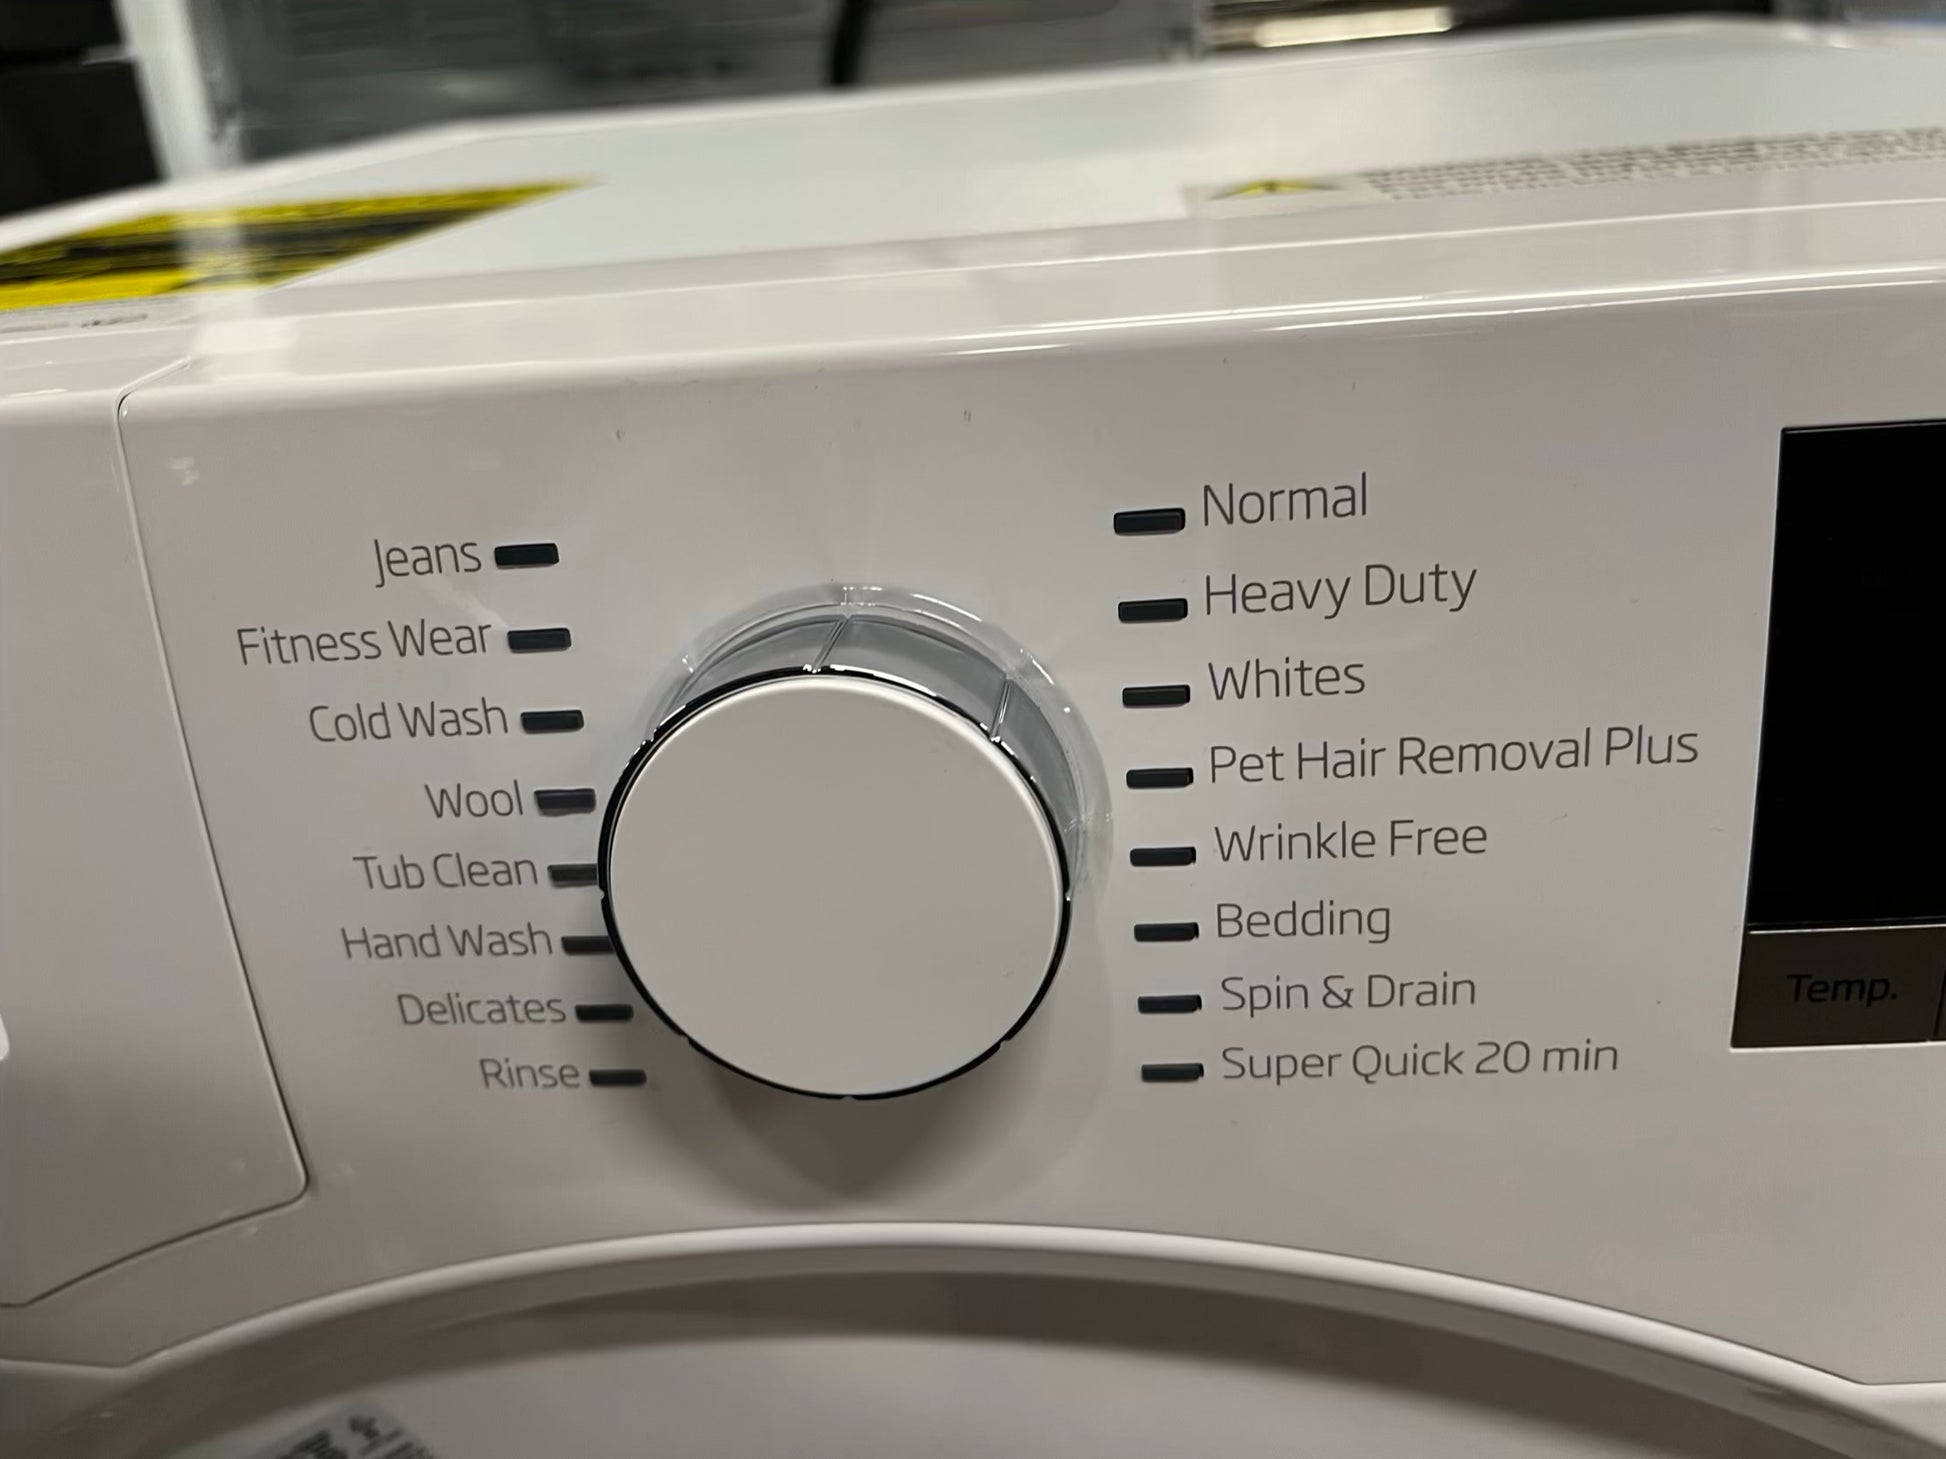 Jeans
Fitness Wear
Cold Wash
Wool
Tub Clean
Hand Wash
Delicates
Rinse
Normal
Heavy Duty
Whites
Pet Hair Removal Plus
Wrinkle Free
Bedding
Spin & Drain
Super Quick 20 min
Temp.